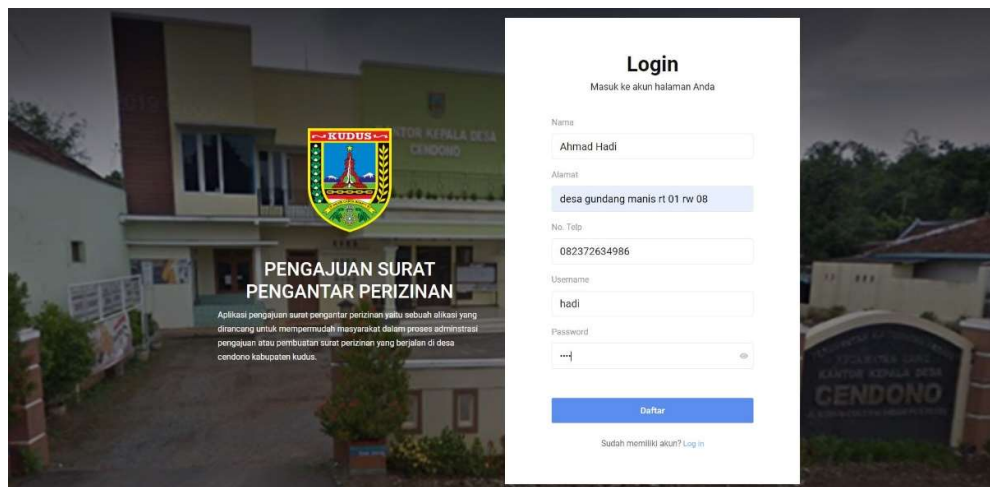 KUDUS
KANTOR KEPALA DESA
CENDONO
PENGAJUAN SURAT
PENGANTAR PERIZINAN
Aplikasi pengajuan surat pengantar perizinan yaitu sebuah alikasi yang
dirancang untuk mempermudah masyarakat dalam proses adminstrasi
pengajuan atau pembuatan surat perizinan yang berjalan di desa
cendono kabupaten kudus.
Login
Masuk ke akun halaman Anda
Nama
Ahmad Hadi
Alamat
desa gundang manis rt 01 rw 08
No. Telp
082372634986
Username
hadi
Password
••••
Daftar
Sudah memiliki akun? Log in
KANTOR KEPALA DESA
CENDONO